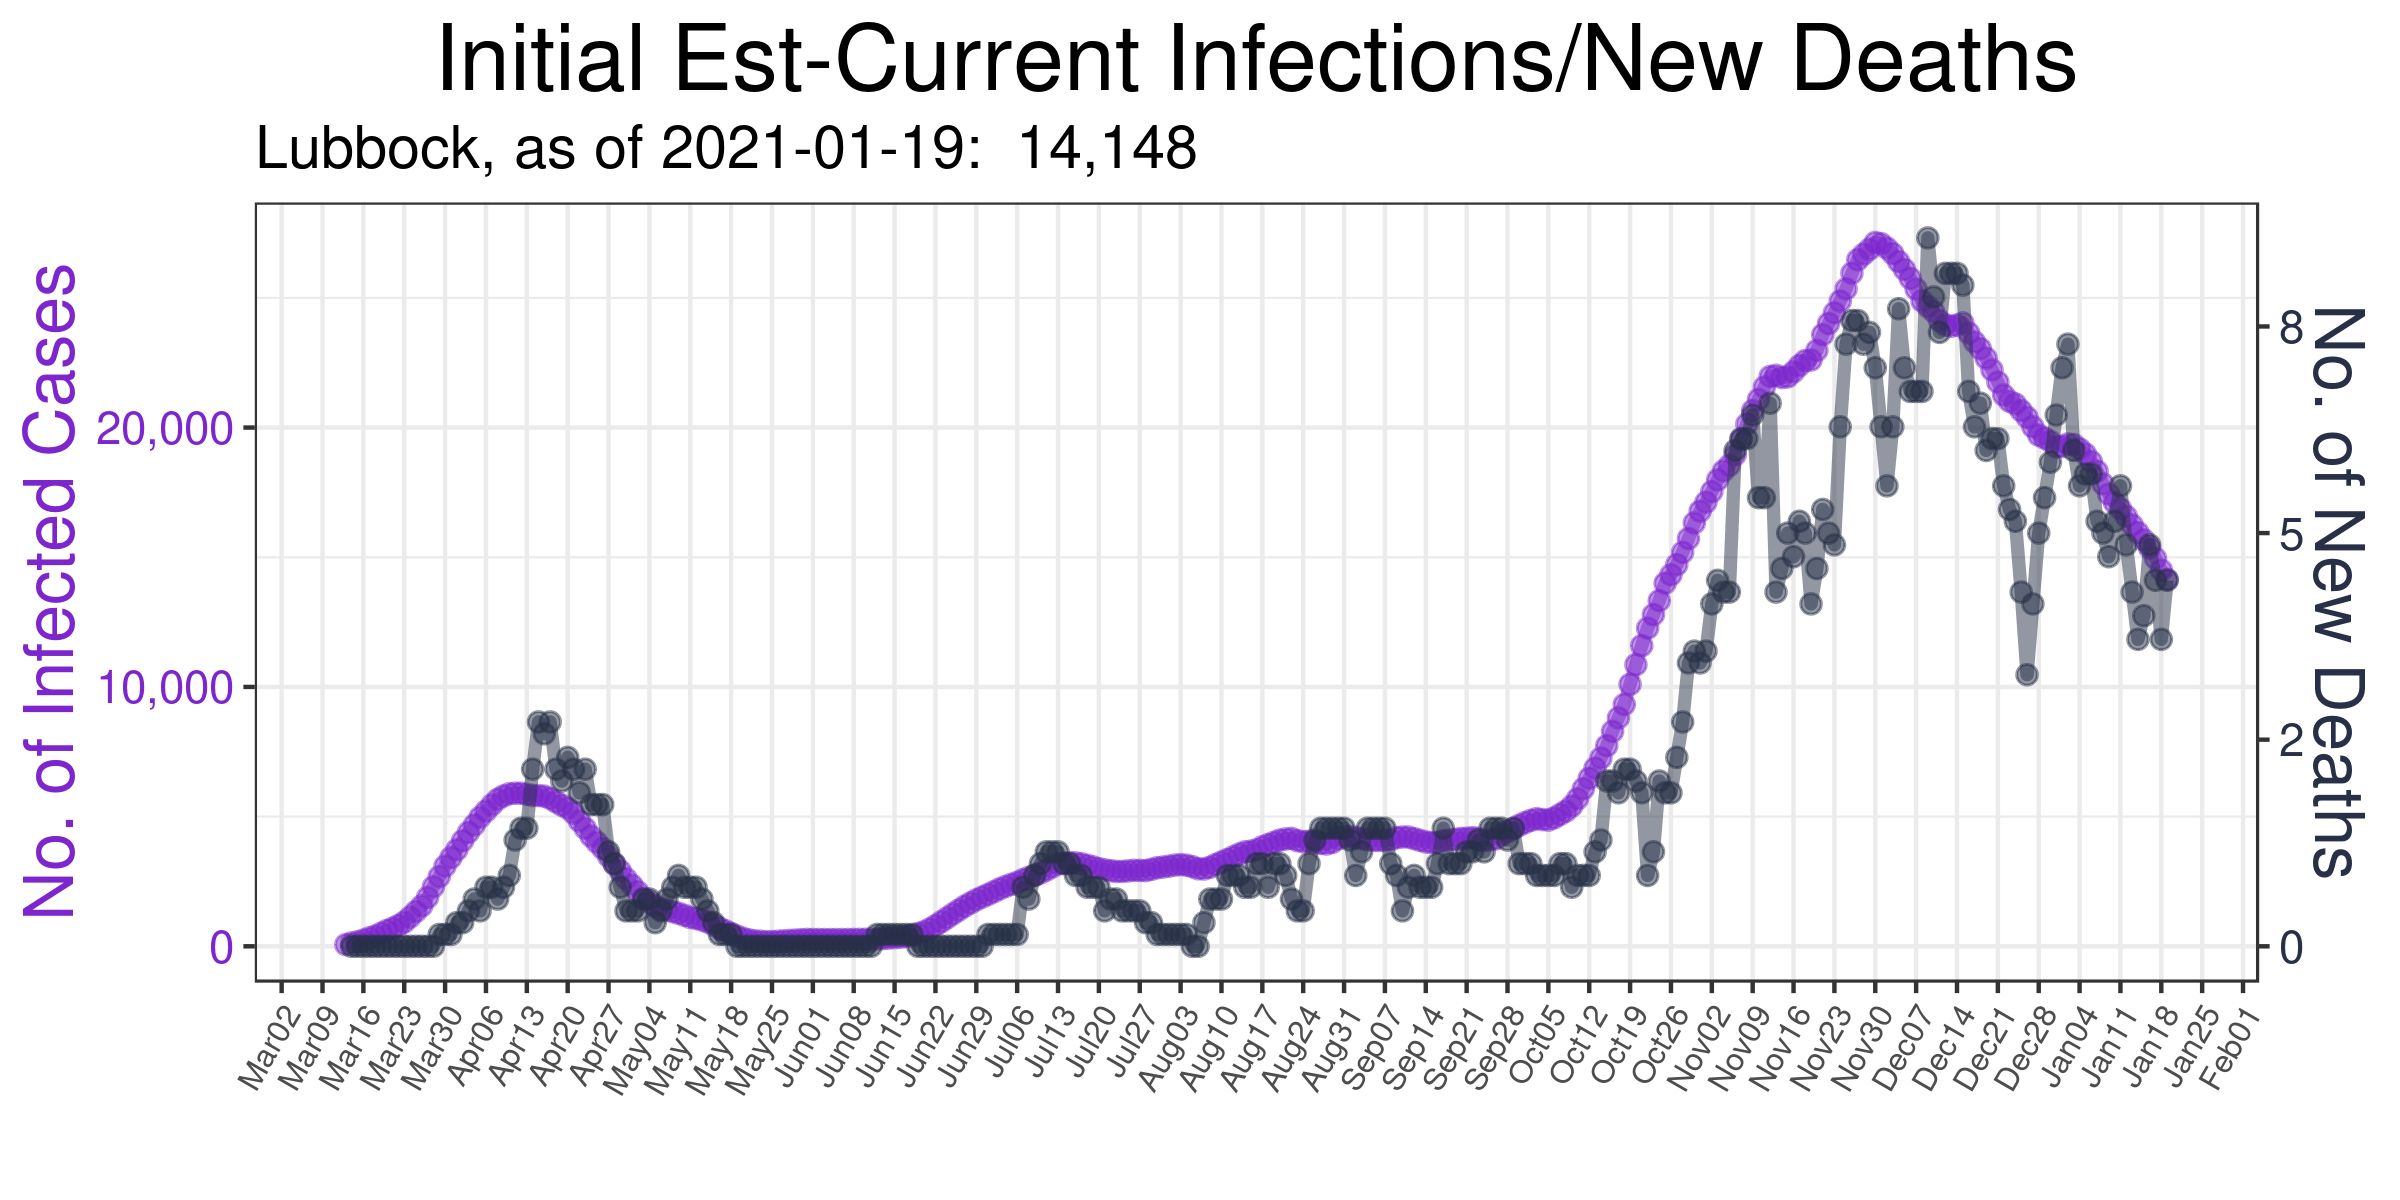 Initial Est-Current Infections/New Deaths
Lubbock, as of 2021-01-19:  14,148
No. of Infected Cases
20,000
10,000
0
8
5
2
0
No. of New Deaths
Mar02
Mar09
Mar16
Mar23
Mar30
Apr06
Apr13
Apr20
Apr27
May04
May11
May18
May25
Jun01
Jun08
Jun15
Jun22
Jun29
Jul06
Jul13
Jul20
Jul27
Aug03
Aug10
Aug17
Aug24
Aug31
Sep07
Sep14
Sep21
Sep28
Oct05
Oct12
Oct19
Oct26
Nov02
Nov09
Nov16
Nov23
Nov30
Dec07
Dec14
Dec21
Dec28
Jan04
Jan11
Jan18
Jan25
Feb01